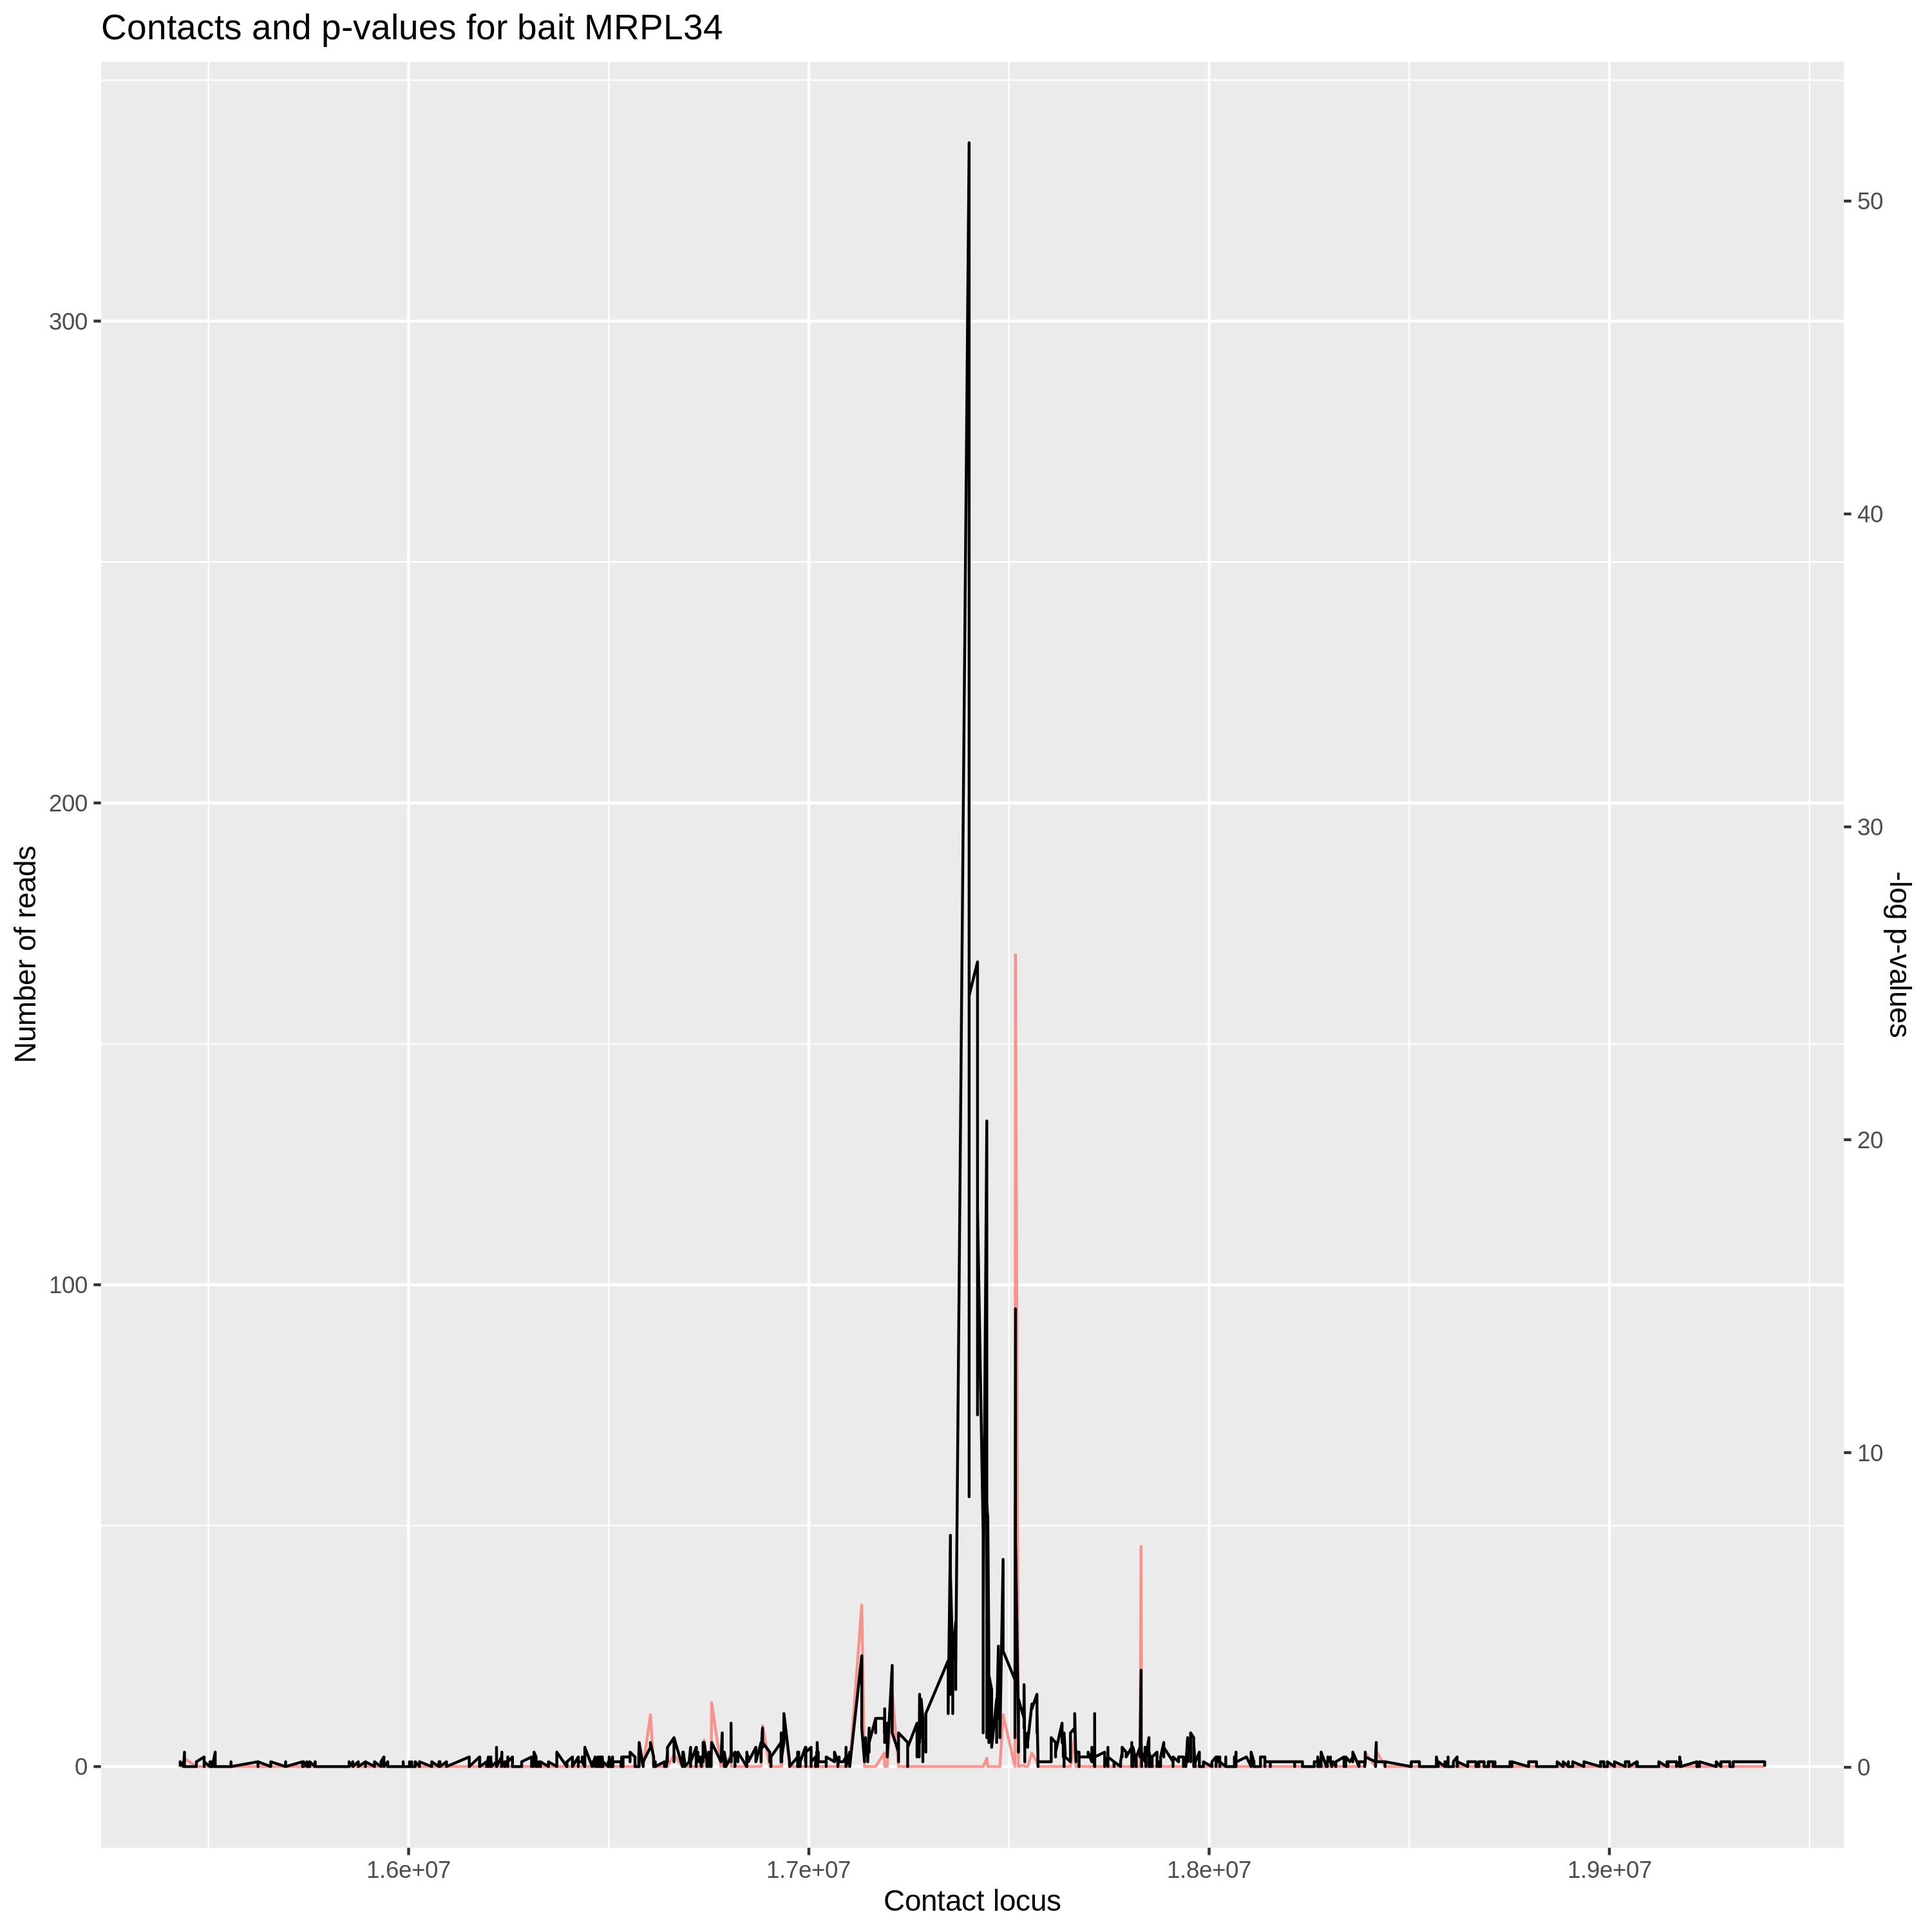 Contacts and p-values for bait MRPL34
Number of reads
300
200
100
0
50
40
30
20
10
0
-log p-values
1.6e+07
1.7e+07
1.8e+07
1.9e+07
Contact locus